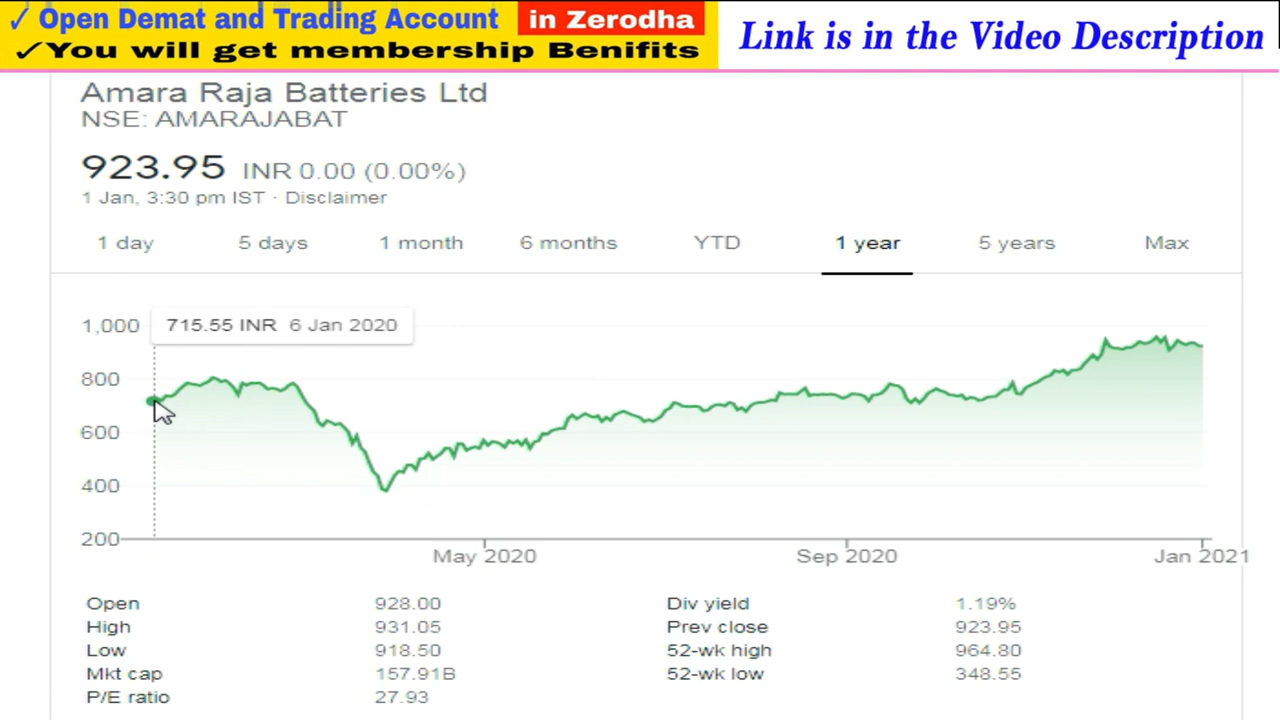 ✓ Open Demat and Trading Account in Zerodha
✓You will get membership Benifits
Link is in the Video Description
Amara Raja Batteries Ltd
NSE: AMARAJABAT
923.95 INR 0.00 (0.00%)
1 Jan, 3:30 pm IST · Disclaimer
1 day 5 days 1 month 6 months YTD 1 year 5 years Max
1,000
715.55 INR 6 Jan 2020
800
600
400
200
May 2020 Sep 2020 Jan 2021
Open 928.00 Div yield 1.19%
High 931.05 Prev close 923.95
Low 918.50 52-wk high 964.80
Mkt cap 157.91B 52-wk low 348.55
P/E ratio 27.93